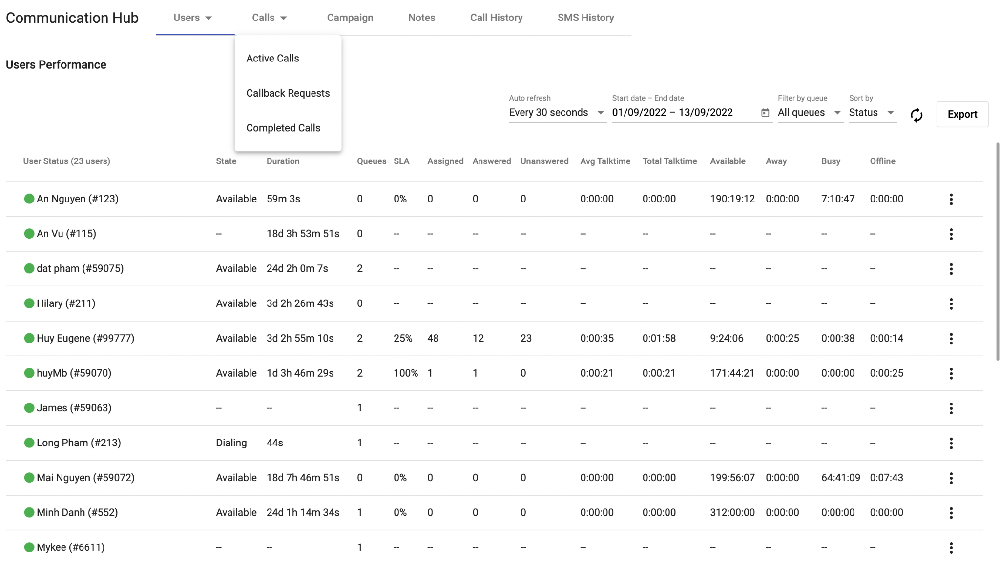 Communication Hub Users Calls Campaign Notes Call History SMS History
Active Calls
Users Performance
Callback Requests
Completed Calls
Auto refresh Start date – End date Filter by queue Sort by
Every 30 seconds 01/09/2022 – 13/09/2022 All queues Status Export
User Status (23 users) State Duration Queues SLA Assigned Answered Unanswered Avg Talktime Total Talktime Available Away Busy Offline
An Nguyen (#123) Available 59m 3s 0 0% 0 0 0 0:00:00 0:00:00 190:19:12 0:00:00 7:10:47 0:00:00
An Vu (#115) -- 18d 3h 53m 51s 0 -- -- -- -- -- -- -- -- -- --
dat pham (#59075) Available 24d 2h 0m 7s 2 -- -- -- -- -- -- -- -- -- --
Hilary (#211) Available 3d 2h 26m 43s 0 -- -- -- -- -- -- -- -- -- --
Huy Eugene (#99777) Available 3d 2h 55m 10s 2 25% 48 12 23 0:00:35 0:01:58 9:24:06 0:00:25 0:00:38 0:00:14
huyMb (#59070) Available 1d 3h 46m 29s 2 100% 1 1 0 0:00:21 0:00:21 171:44:21 0:00:00 0:00:00 0:00:25
James (#59063) -- -- 1 -- -- -- -- -- -- -- -- -- --
Long Pham (#213) Dialing 44s 1 -- -- -- -- -- -- -- -- -- --
Mai Nguyen (#59072) Available 18d 7h 46m 51s 0 0% 0 0 0 0:00:00 0:00:00 199:56:07 0:00:00 64:41:09 0:07:43
Minh Danh (#552) Available 24d 1h 14m 34s 1 0% 0 0 0 0:00:00 0:00:00 312:00:00 0:00:00 0:00:00 0:00:00
Mykee (#6611) -- -- 1 -- -- -- -- -- -- -- -- -- --